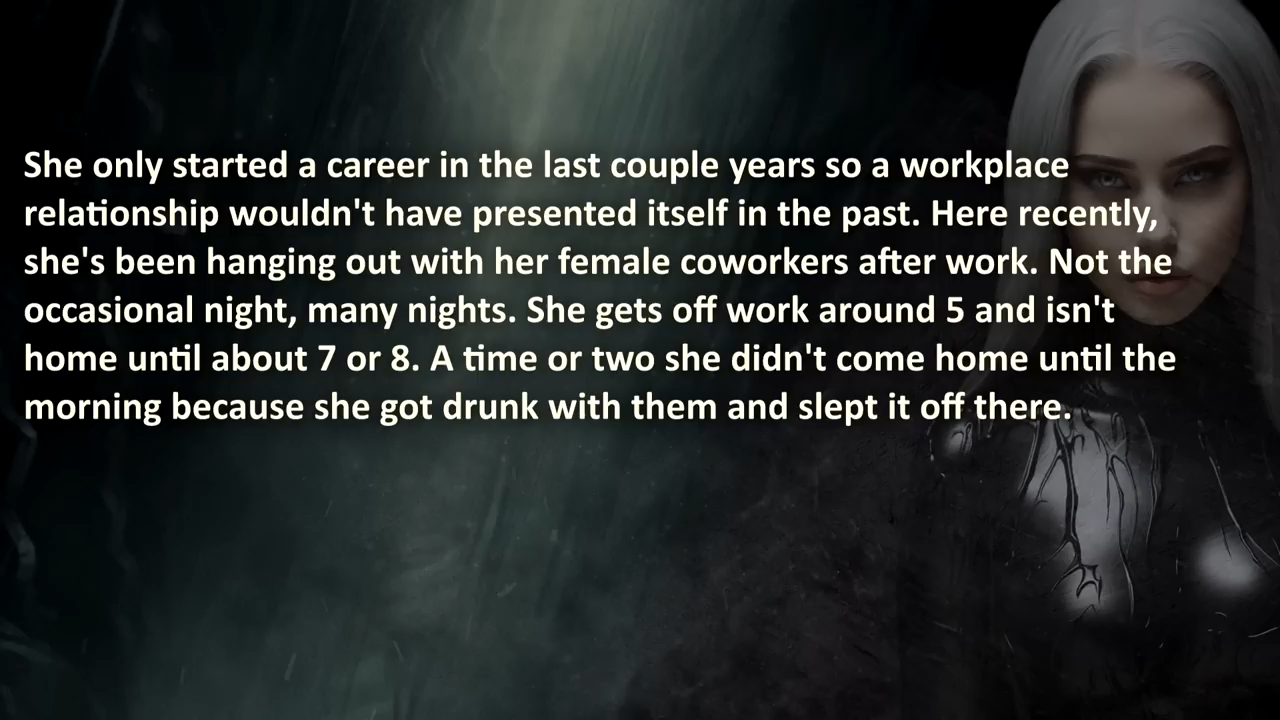 She only started a career in the last couple years so a workplace
relationship wouldn't have presented itself in the past. Here recently,
she's been hanging out with her female coworkers after work. Not the
occasional night, many nights. She gets off work around 5 and isn't
home until about 7 or 8. A time or two she didn't come home until the
morning because she got drunk with them and slept it off there.